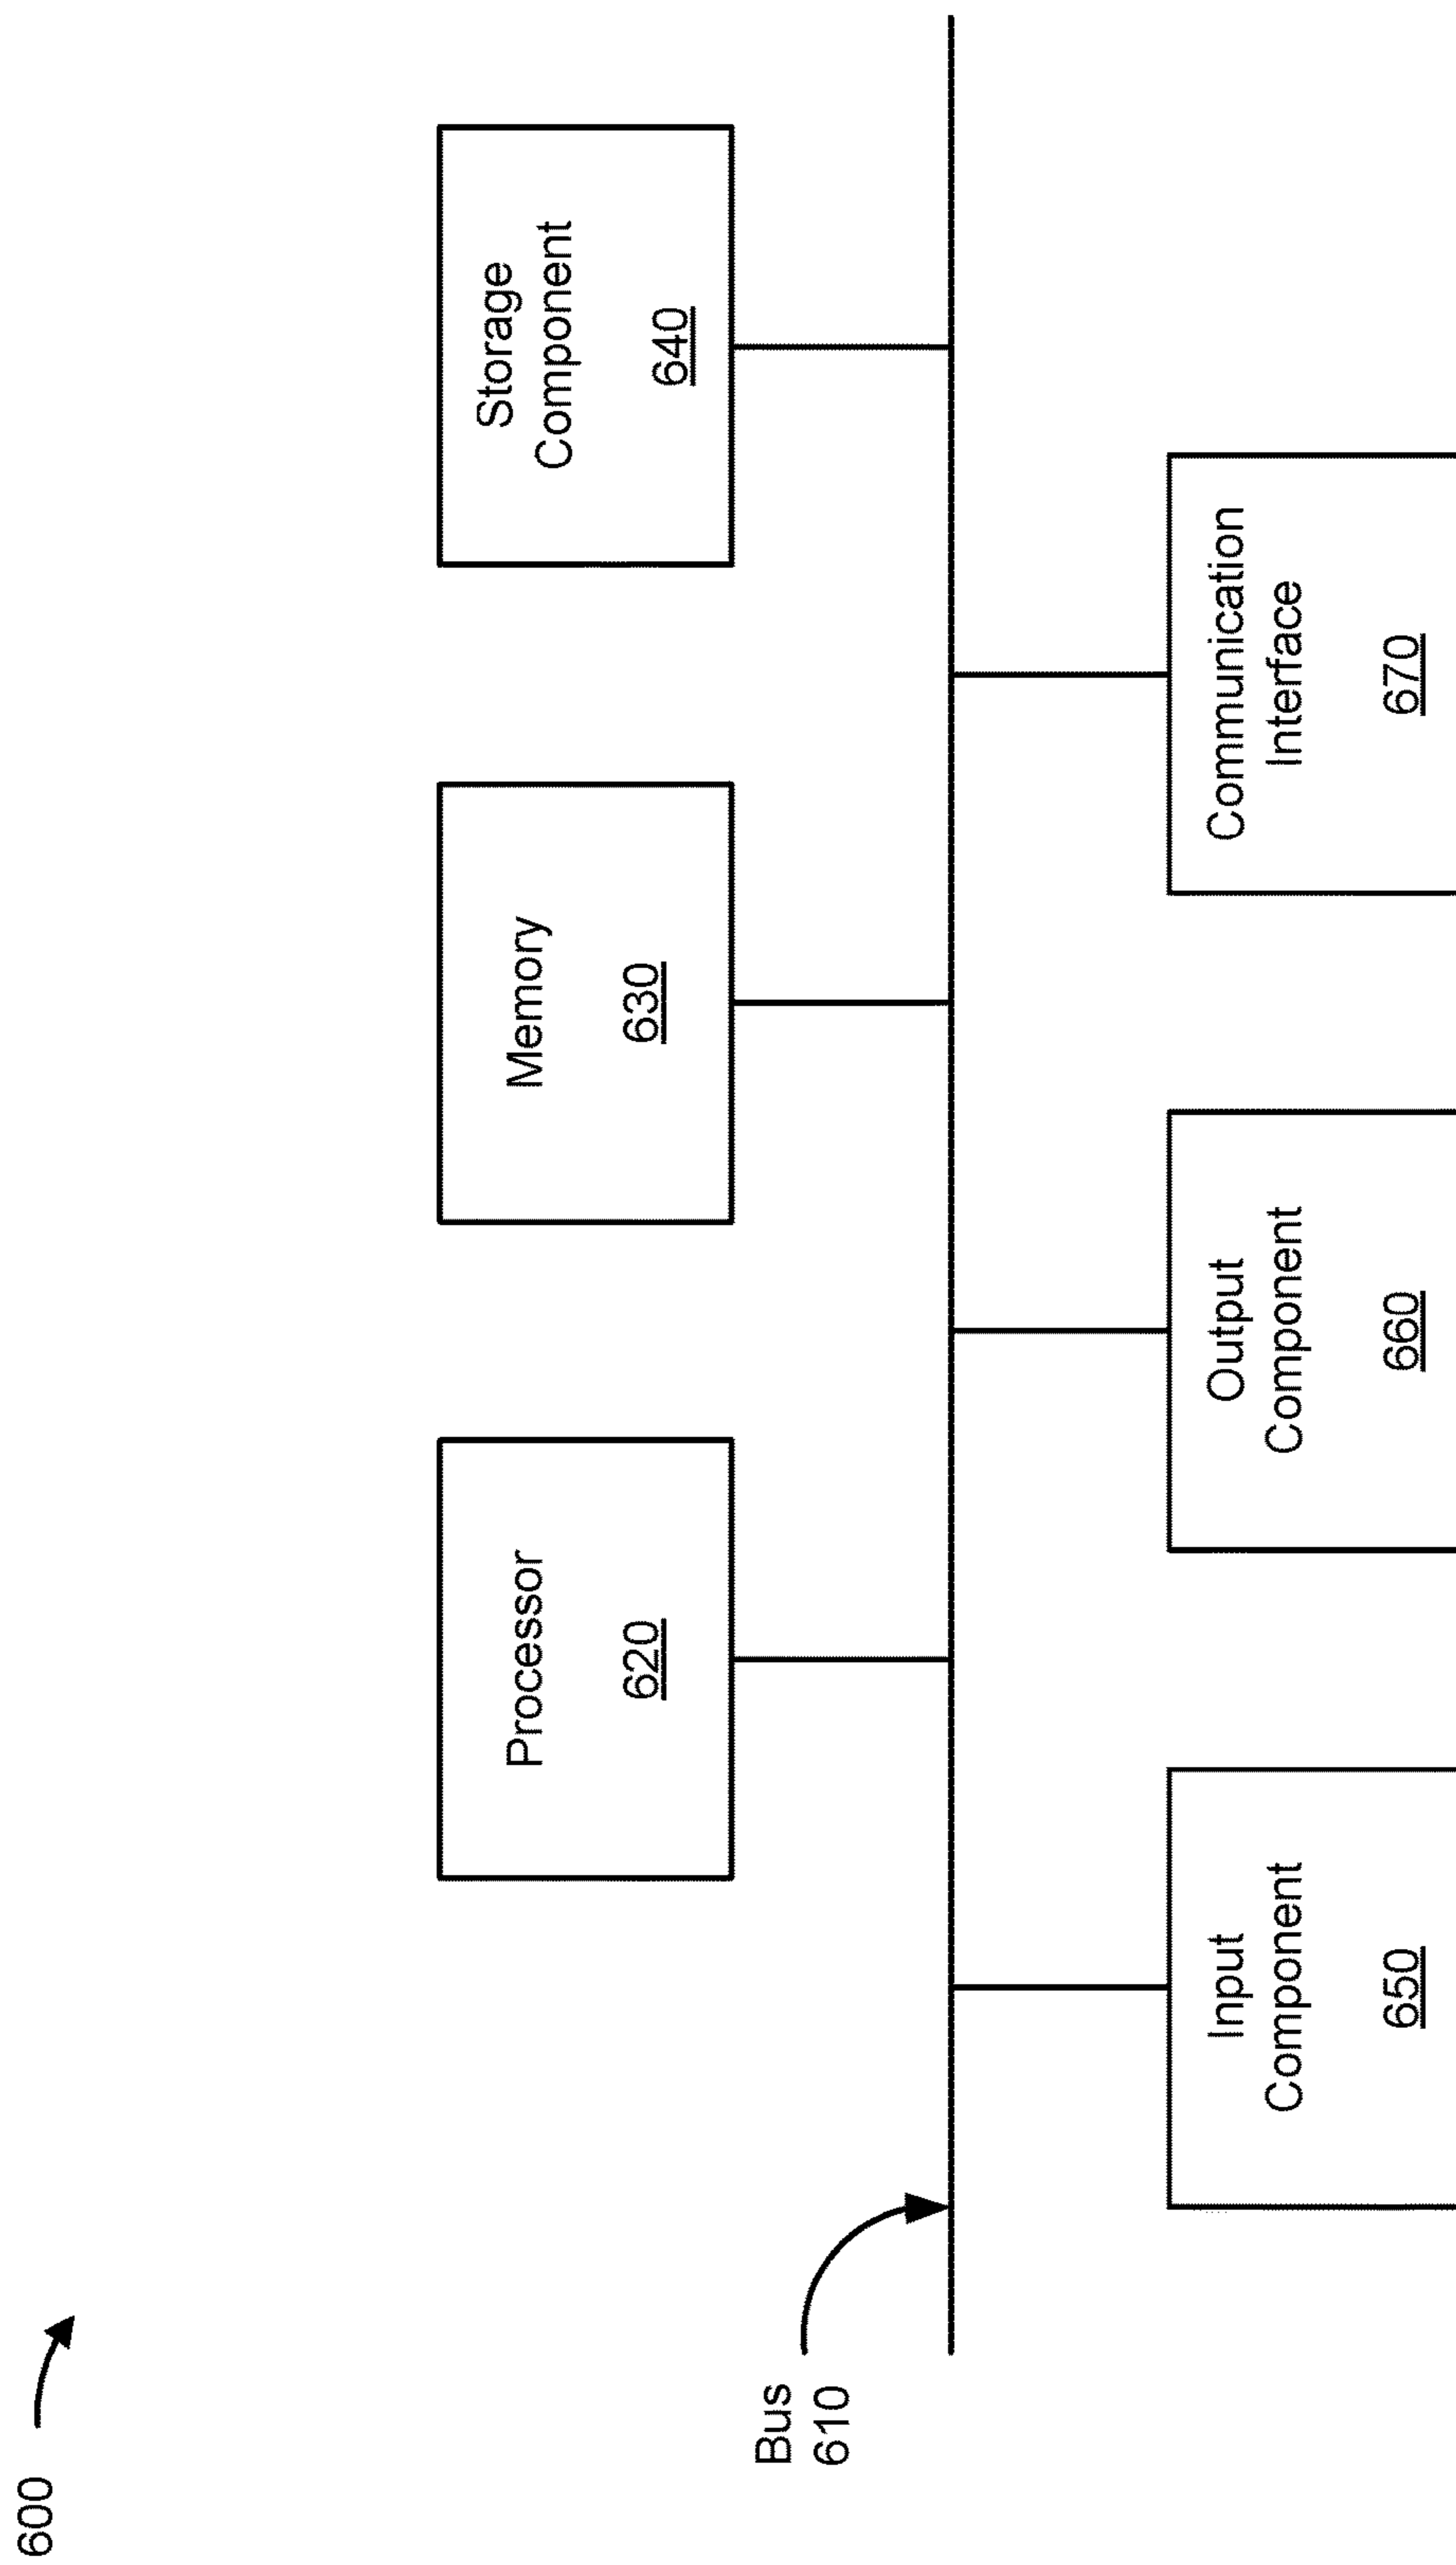 600
Processor
620
Memory
630
Storage
Component
640
Bus
610
Input
Component
650
Output
Component
660
Communication
Interface
670